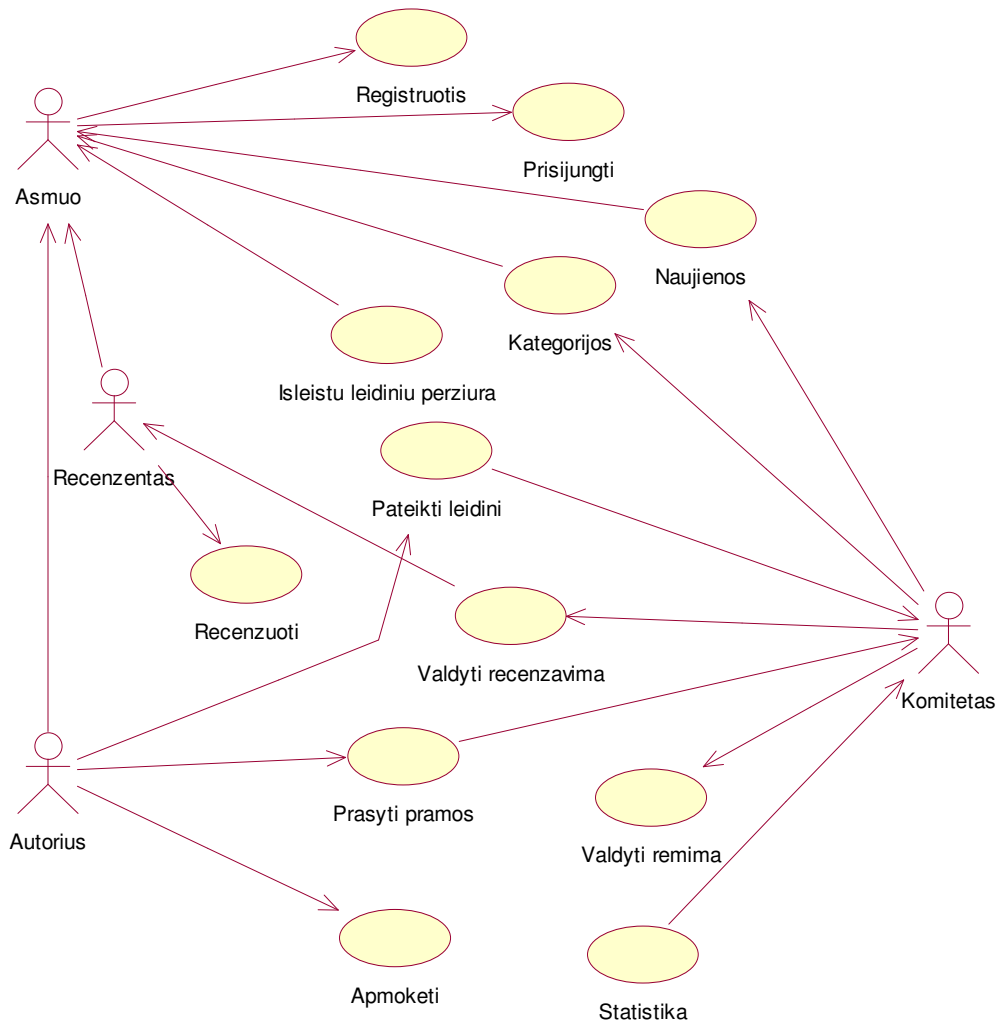 Registruotis
Prisijungti
Asmuo
Naujienos
Kategorijos
Isleistu leidiniu perziura
Recenzentas
Pateikti leidini
Recenzuoti
Valdyti recenzavima
Komitetas
Prasyti pramos
Autorius
Valdyti remima
Apmoketi
Statistika